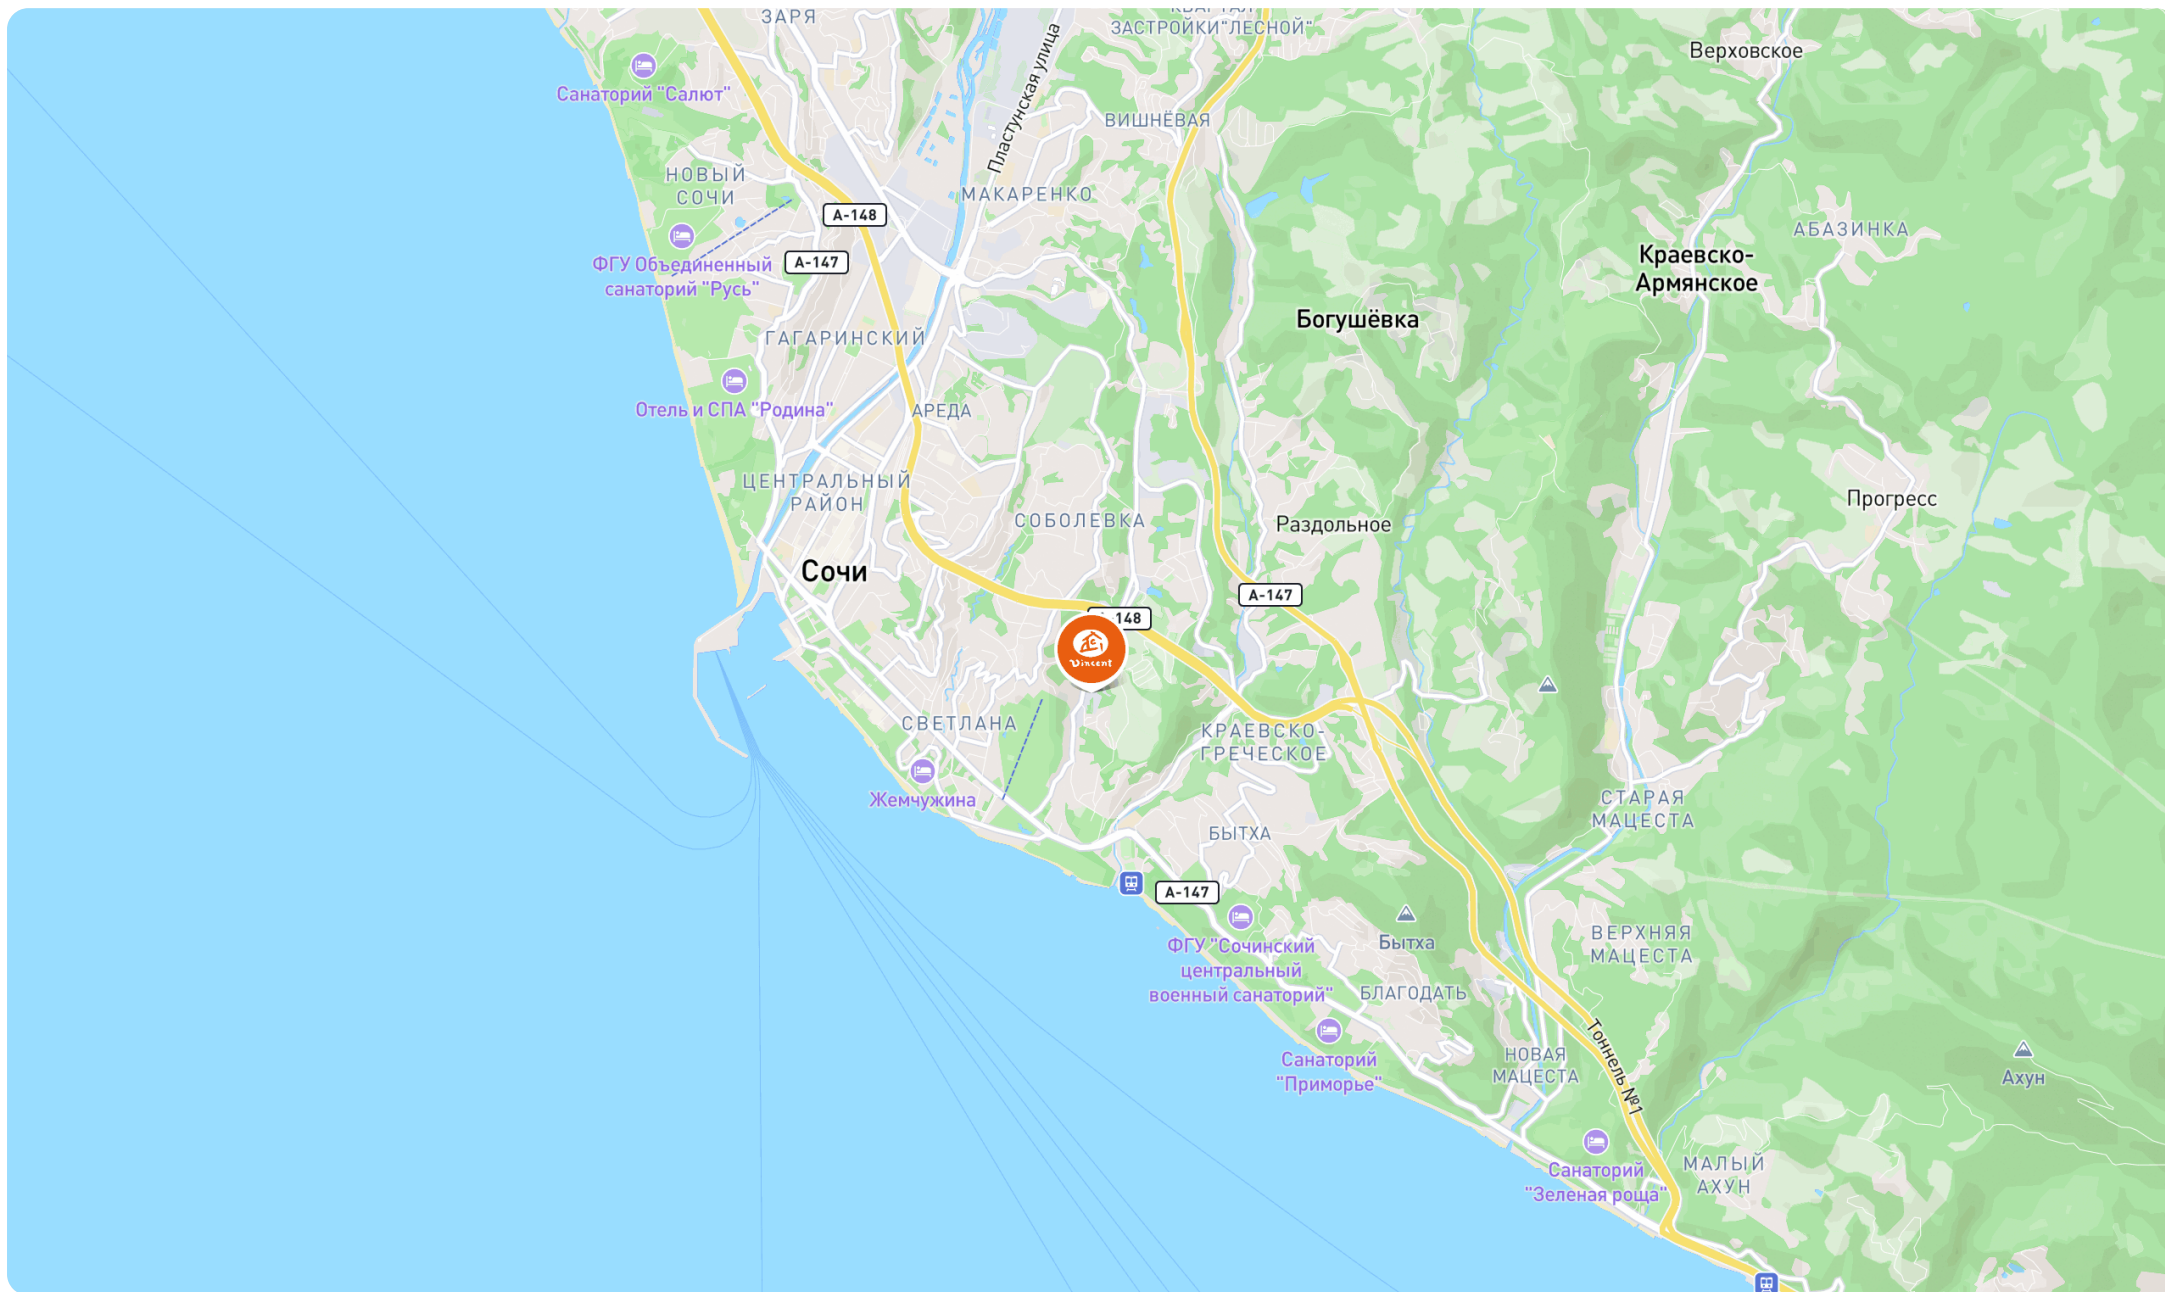 ЗАРЯ
КВАРТАЛ
ЗАСТРОЙКИ"ЛЕСНОЙ"
Верховское
Санаторий "Салют"
Пластунская улица
ВИШНЁВАЯ
НОВЫЙ
СОЧИ
МАКАРЕНКО
А-148
АБАЗИНКА
Краевско-
Армянское
А-147
ФГУ Объединенный
санаторий "Русь"
Богушёвка
ГАГАРИНСКИЙ
Отель и СПА "Родина"
АРЕДА
ЦЕНТРАЛЬНЫЙ
РАЙОН
Прогресс
СОБОЛЕВКА
Раздольное
Сочи
А-147
148
Vincent
СВЕТЛАНА
КРАЕВСКО-
ГРЕЧЕСКОЕ
Жемчужина
СТАРАЯ
МАЦЕСТА
БЫТХА
А-147
ФГУ "Сочинский
центральный
военный санаторий"
Бытха
ВЕРХНЯЯ
МАЦЕСТА
БЛАГОДАТЬ
Санаторий
"Приморье"
НОВАЯ
МАЦЕСТА
Тоннель №1
Ахун
Санаторий
"Зеленая роща"
МАЛЫЙ
АХУН